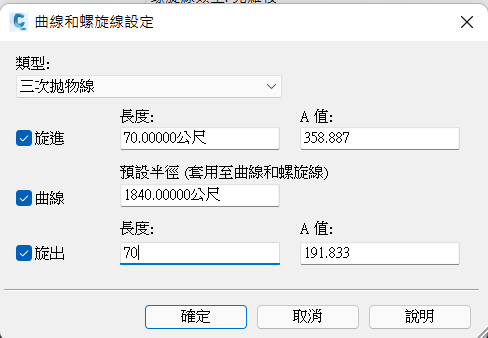 曲線和螺旋線設定
類型:
三次拋物線
長度:
A 值:
旋進
70.00000公尺
358.887
預設半徑 (套用至曲線和螺旋線)
曲線
1840.00000公尺
長度:
A 值:
旋出
70
191.833
確定
取消
說明